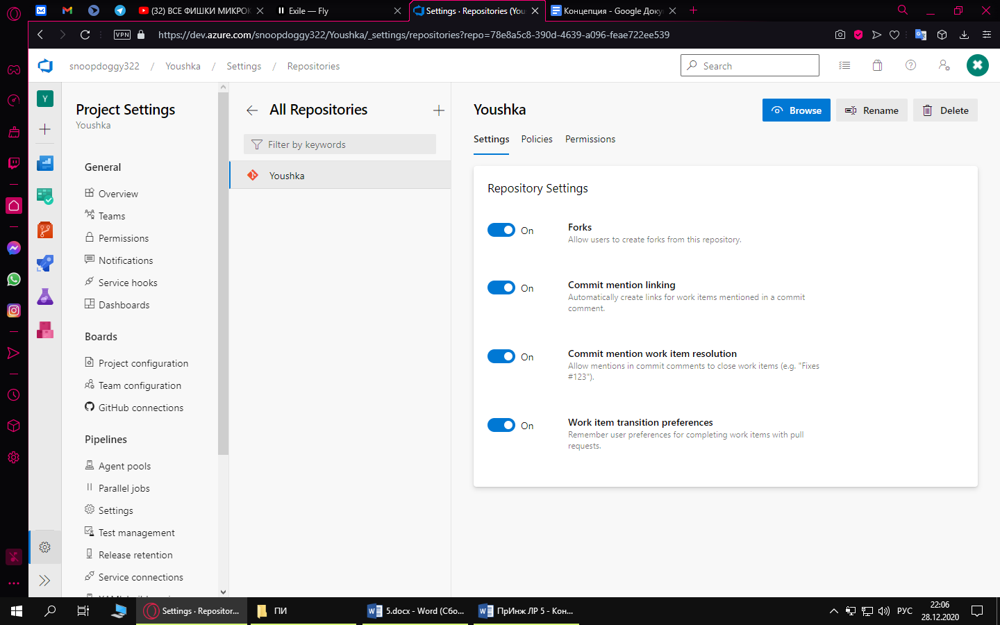 (32) ВСЕ ФИШКИ МИКРОК
Exile — Fly
Settings · Repositories (You
Концепция - Google Доку
VPN
https://dev.azure.com/snoopdoggy322/Youshka/_settings/repositories?repo=78e8a5c8-390d-4639-a096-feae722ee539
snoopdoggy322 / Youshka / Settings / Repositories
Search
Y
Project Settings
Youshka
General
Overview
Teams
Permissions
Notifications
Service hooks
Dashboards
Boards
Project configuration
Team configuration
GitHub connections
Pipelines
Agent pools
Parallel jobs
Settings
Test management
Release retention
Service connections
All Repositories
Filter by keywords
Youshka
Youshka
Browse
Rename
Delete
Settings
Policies
Permissions
Repository Settings
On
Forks
Allow users to create forks from this repository.
On
Commit mention linking
Automatically create links for work items mentioned in a commit
comment.
On
Commit mention work item resolution
Allow mentions in commit comments to close work items (e.g. "Fixes
#123").
On
Work item transition preferences
Remember user preferences for completing work items with pull
requests.
Settings · Repositor...
ПИ
5.docx - Word (Сбо...
ПрИнж ЛР 5 - Кон...
РУС
22:06
28.12.2020